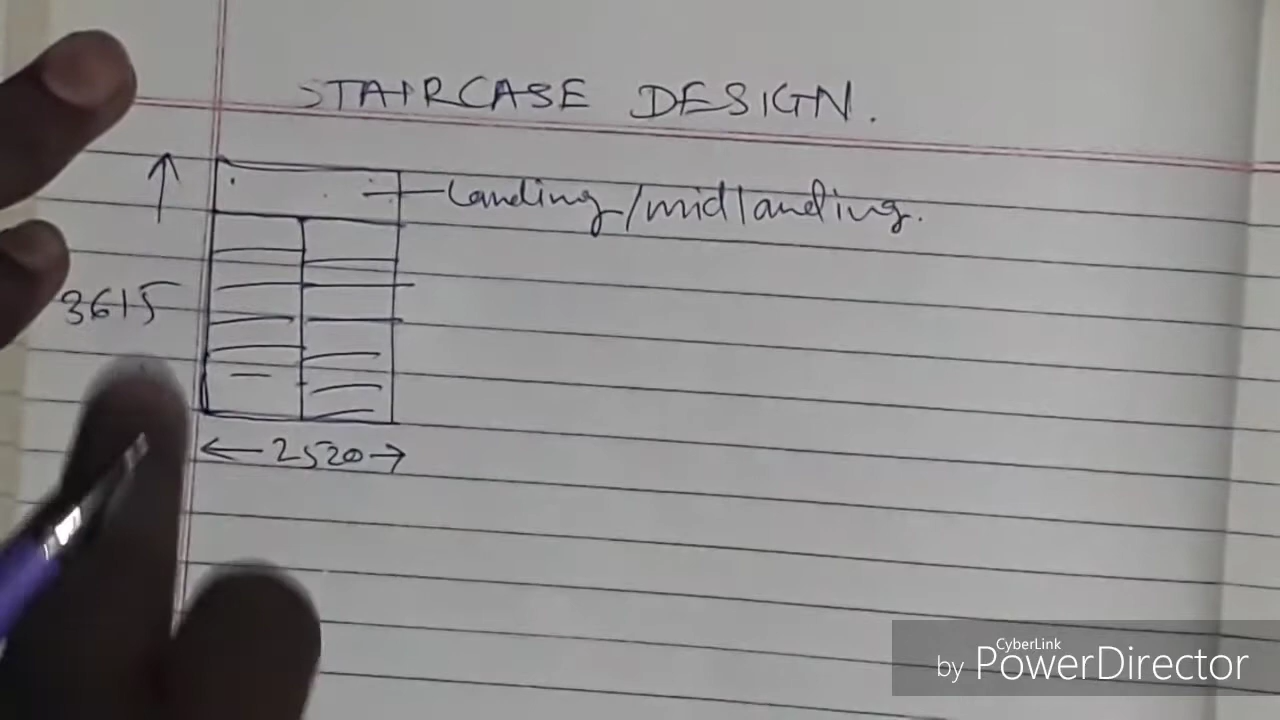 STAIRCASE DESIGN.
Landing/midlanding.
3615
2520
CyberLink
by PowerDirector